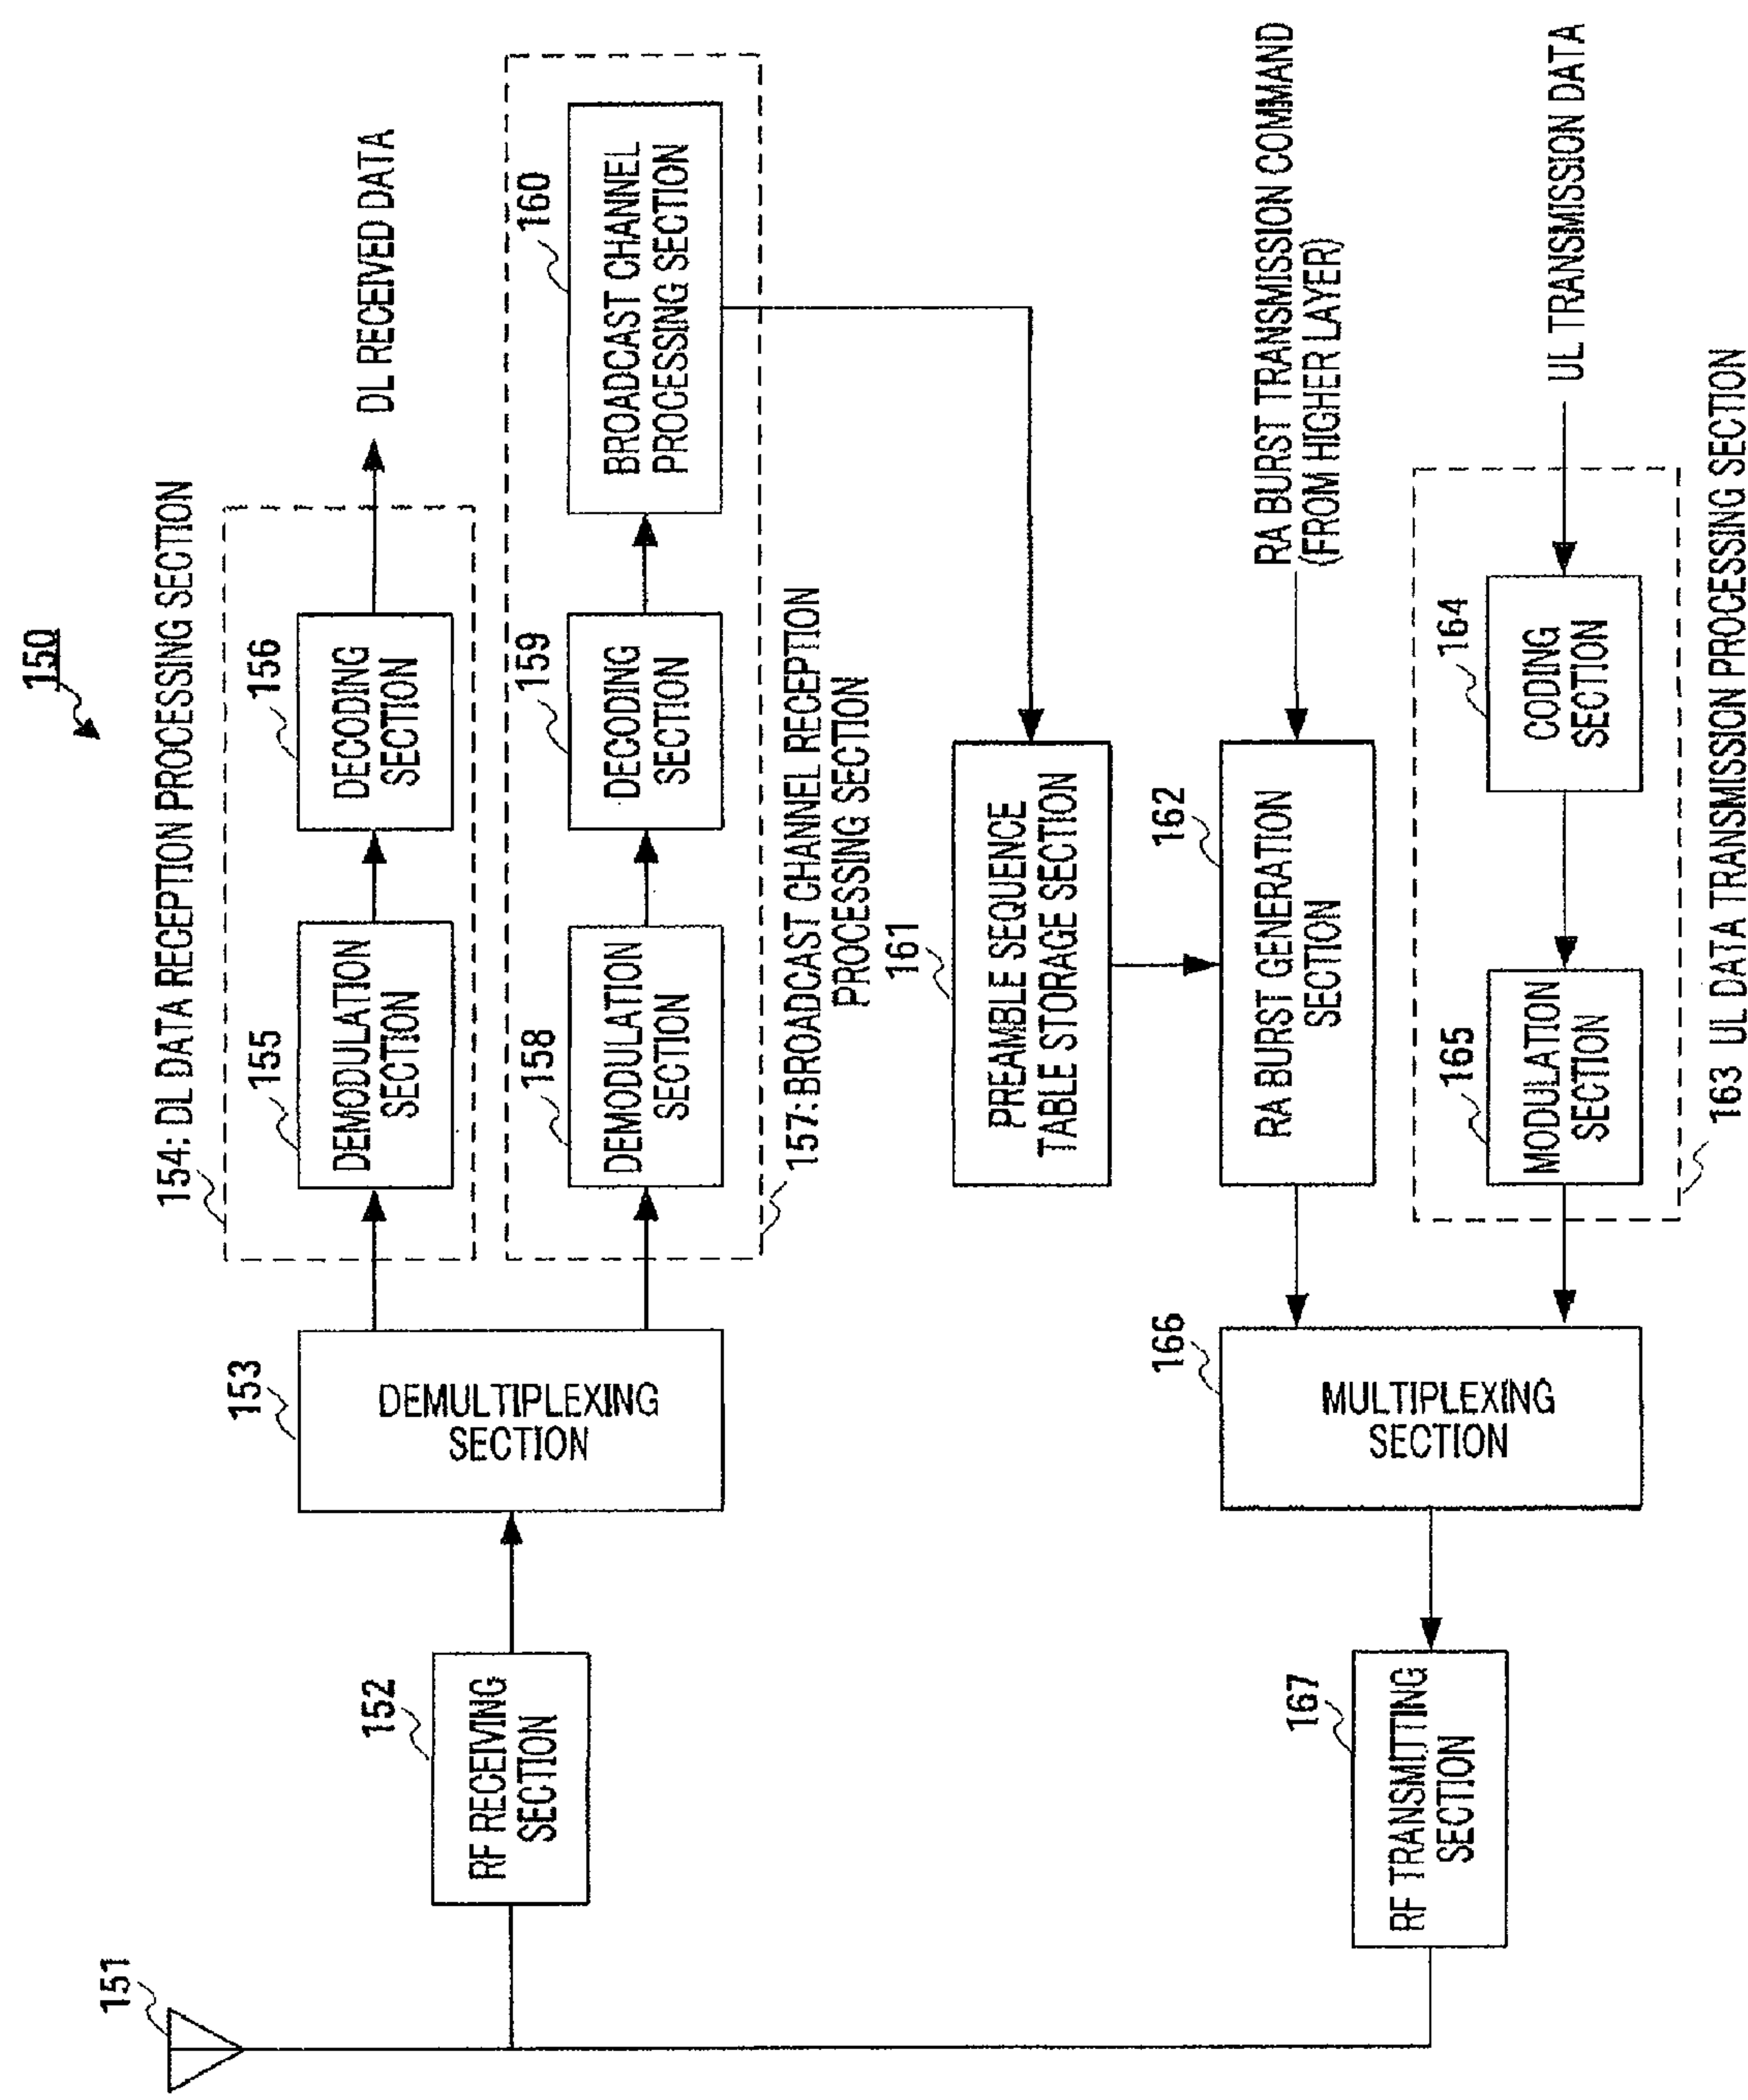 150
151
152
RF RECEIVING
SECTION
153
DEMULTIPLEXING
SECTION
154: DL DATA RECEPTION PROCESSING SECTION
155
DEMODULATION
SECTION
156
DECODING
SECTION
DL RECEIVED DATA
158
DEMODULATION
SECTION
159
DECODING
SECTION
160
BROADCAST CHANNEL
PROCESSING SECTION
157: BROADCAST CHANNEL RECEPTION
PROCESSING SECTION
161
PREAMBLE SEQUENCE
TABLE STORAGE SECTION
162
RA BURST GENERATION
SECTION
RA BURST TRANSMISSION COMMAND
(FROM HIGHER LAYER)
167
RF TRANSMITTING
SECTION
166
MULTIPLEXING
SECTION
165
MODULATION
SECTION
164
CODING
SECTION
UL TRANSMISSION DATA
163 UL DATA TRANSMISSION PROCESSING SECTION